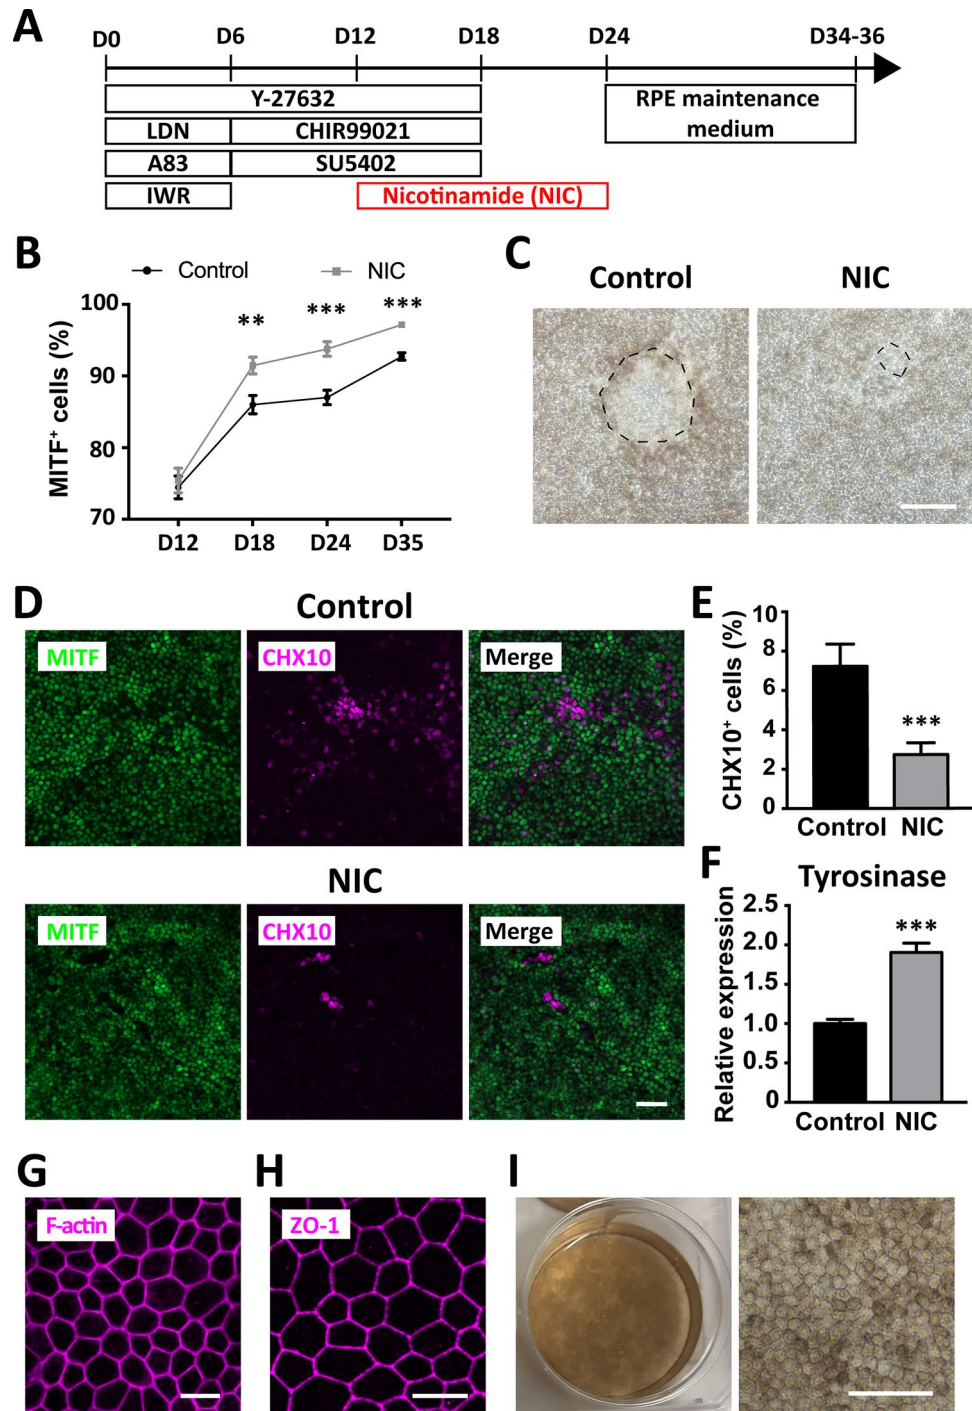 A
D0 D6 D12 D18 D24 D34-36
Y-27632
LDN CHIR99021
A83 SU5402
IWR Nicotinamide (NIC)
RPE maintenance
medium
B
Control NIC
MITF+ cells (%)
100
90
80
70
** *** ***
D12 D18 D24 D35
C
Control NIC
D
Control
MITF CHX10 Merge
NIC
MITF CHX10 Merge
E
CHX10+ cells (%)
10
8
6
4
2
0
***
Control NIC
F
Tyrosinase
Relative expression
2.5
2.0
1.5
1.0
0.5
0
***
Control NIC
G
F-actin
H
ZO-1
I